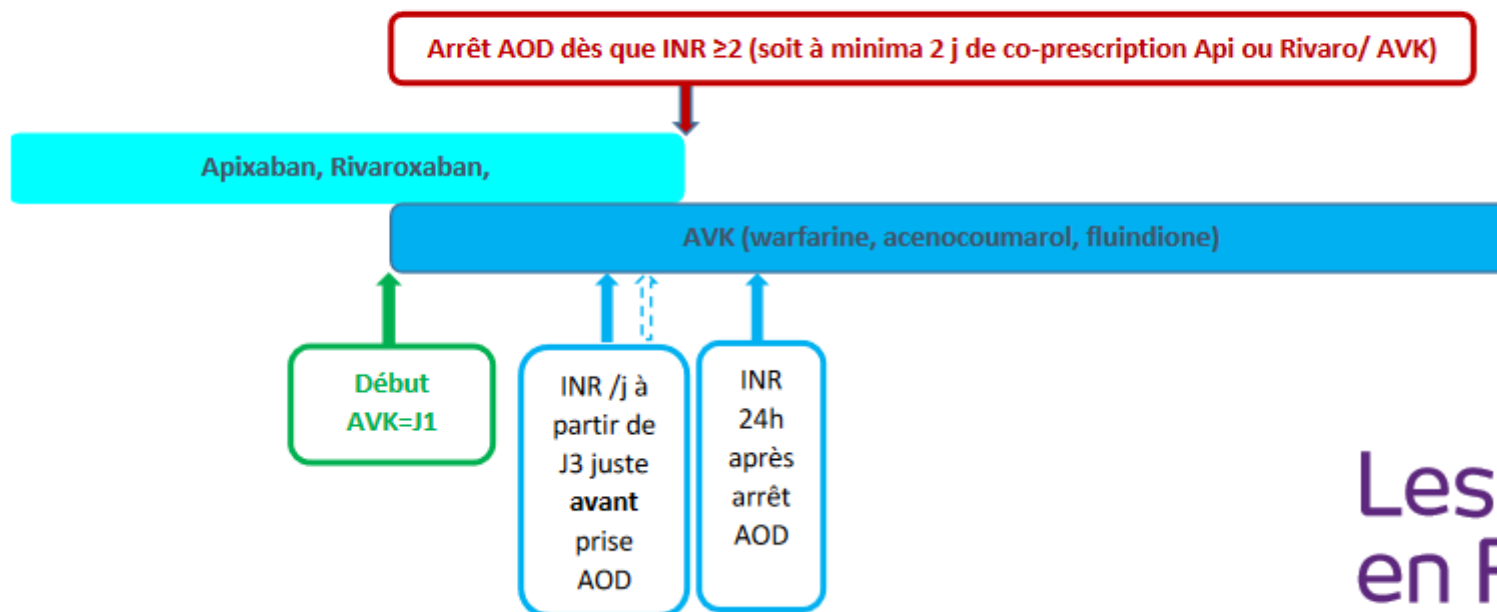 Arrêt AOD dès que INR ≥2 (soit à minima 2 j de co-prescription Api ou Rivaro/ AVK)
Apixaban, Rivaroxaban,
AVK (warfarine, acenocoumarol, fluindione)
Début
AVK=J1
INR /j à
partir de
J3 juste
avant
prise
AOD
INR
24h
après
arrêt
AOD
Les
en